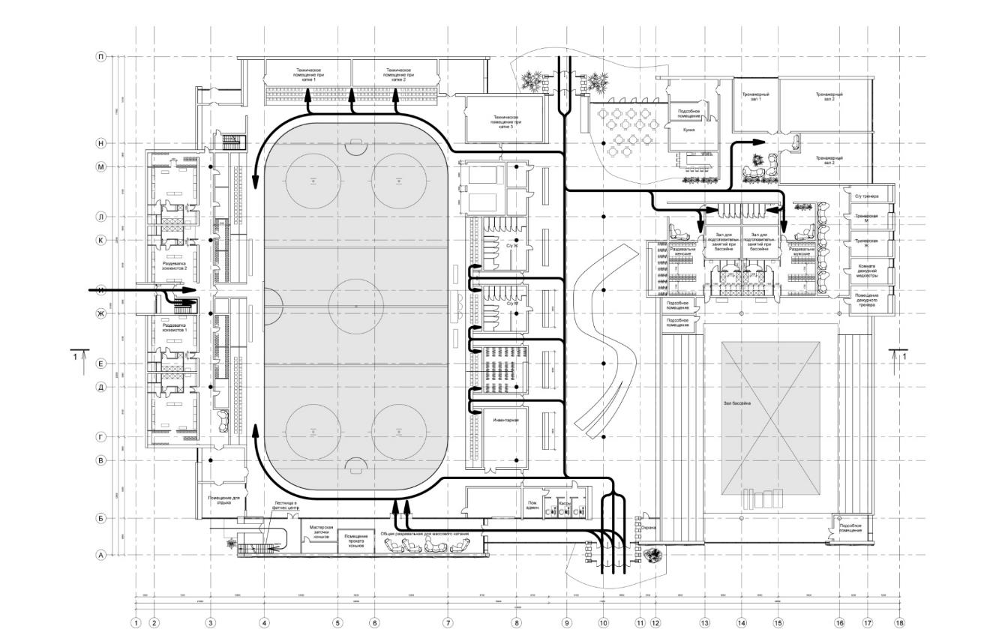 П
Н
М
Л
К
И
Ж
Е
Д
Г
В
Б
А
Техническое
помещение при
катке 1
Техническое
помещение при
катке 2
Техническое
помещение при
катке 3
Подсобное
помещение
Кухня
Тренажерный
зал 1
Тренажерный
зал 2
Тренажерный
зал 2
С/у тренера
Тренерская
М
Тренерская
Ж
Комната
дежурной
медсестры
Помещение
дежурного
тренера
Зал для
подготовительн.
занятий при
бассейне
Зал для
подготовительн.
занятий при
бассейне
Раздевальни
женские
Раздевальни
мужские
Подсобное
помещение
Подсобное
помещение
С/у Ж
С/у М
Раздевалка
хоккеистов 2
Раздевалка
хоккеистов 1
1
1
Зал бассейна
Инвентарная
Помещение для
отдыха
Лестница в
фитнес центр
Мастерская
заточки
коньков
Помещение
проката
коньков
Общая раздевальная для массового катания
Пом.
админ.
Кассы
Охрана
Подсобное
помещение
1 2 3 4 5 6 7 8 9 10 11 12 13 14 15 16 17 18